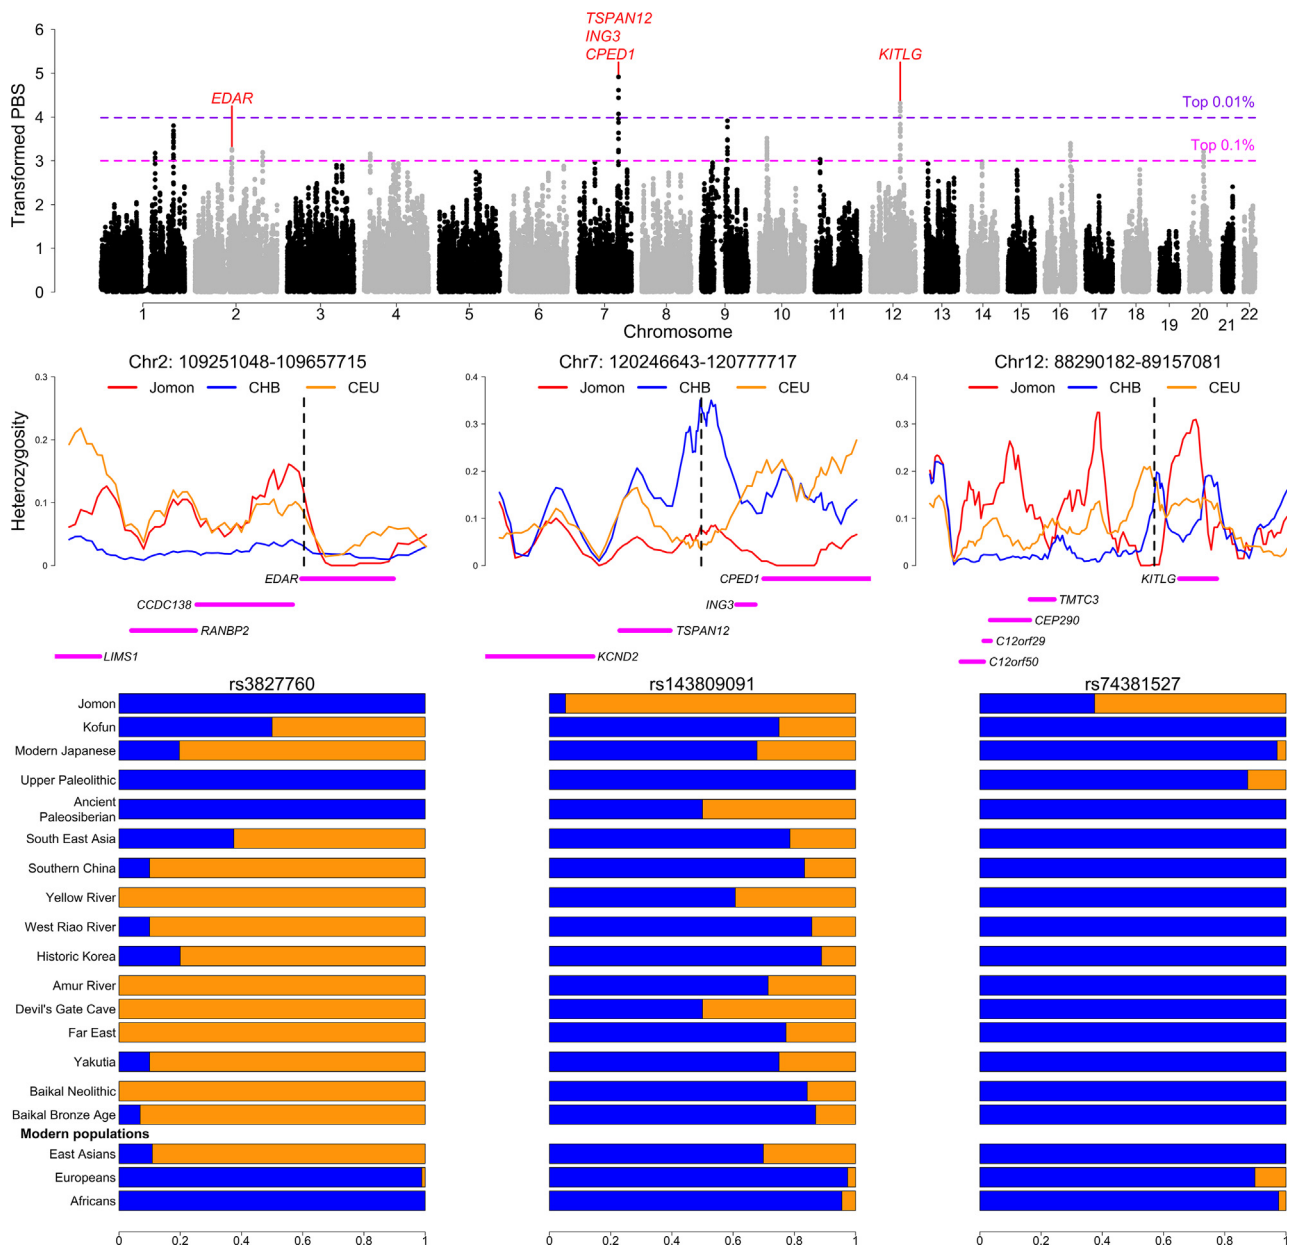 6
5
4
3
2
1
0
Transformed PBS
EDAR
TSPAN12
ING3
CPED1
KITLG
Top 0.01%
Top 0.1%
1 2 3 4 5 6 7 8 9 10 11 12 13 14 15 16 17 18 19 20 21 22
Chromosome
Chr2: 109251048-109657715
Jomon CHB CEU
0.3
0.2
0.1
0
Heterozygosity
EDAR
CCDC138
RANBP2
LIMS1
Chr7: 120246643-120777717
Jomon CHB CEU
0.4
0.3
0.2
0.1
0
CPED1
ING3
TSPAN12
KCND2
Chr12: 88290182-89157081
Jomon CHB CEU
0.4
0.3
0.2
0.1
0
KITLG
TMTC3
CEP290
C12orf29
C12orf50
rs3827760 rs143809091 rs74381527
Jomon
Kofun
Modern Japanese
Upper Paleolithic
Ancient
Paleosiberian
South East Asia
Southern China
Yellow River
West Riao River
Historic Korea
Amur River
Devil's Gate Cave
Far East
Yakutia
Baikal Neolithic
Baikal Bronze Age
Modern populations
East Asians
Europeans
Africans
0 0.2 0.4 0.6 0.8 1
0 0.2 0.4 0.6 0.8 1
0 0.2 0.4 0.6 0.8 1